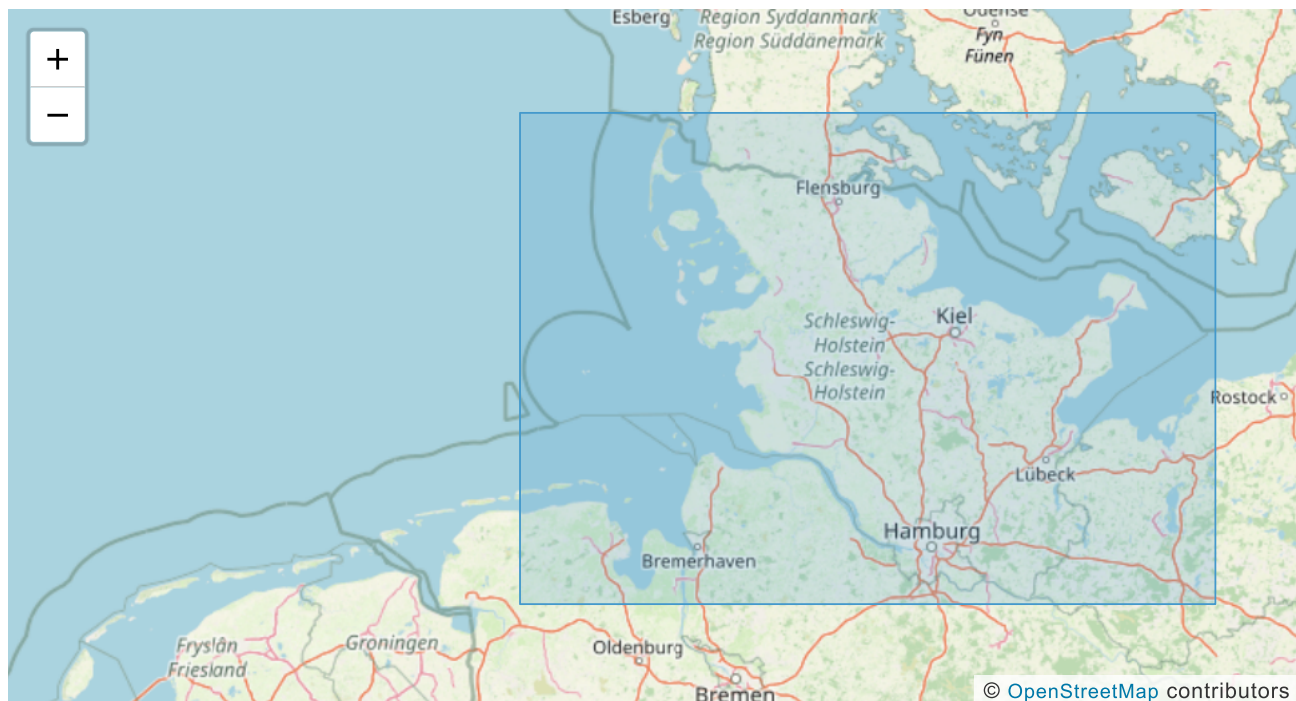 +
−
Esberg
Region Syddanmark
Region Süddänemark
Odense
Fyn
Fünen
Flensburg
Kiel
Schleswig-
Holstein
Schleswig-
Holstein
Rostock
Lübeck
Hamburg
Bremerhaven
Fryslân
Friesland
Groningen
Oldenburg
Bremen
© OpenStreetMap contributors